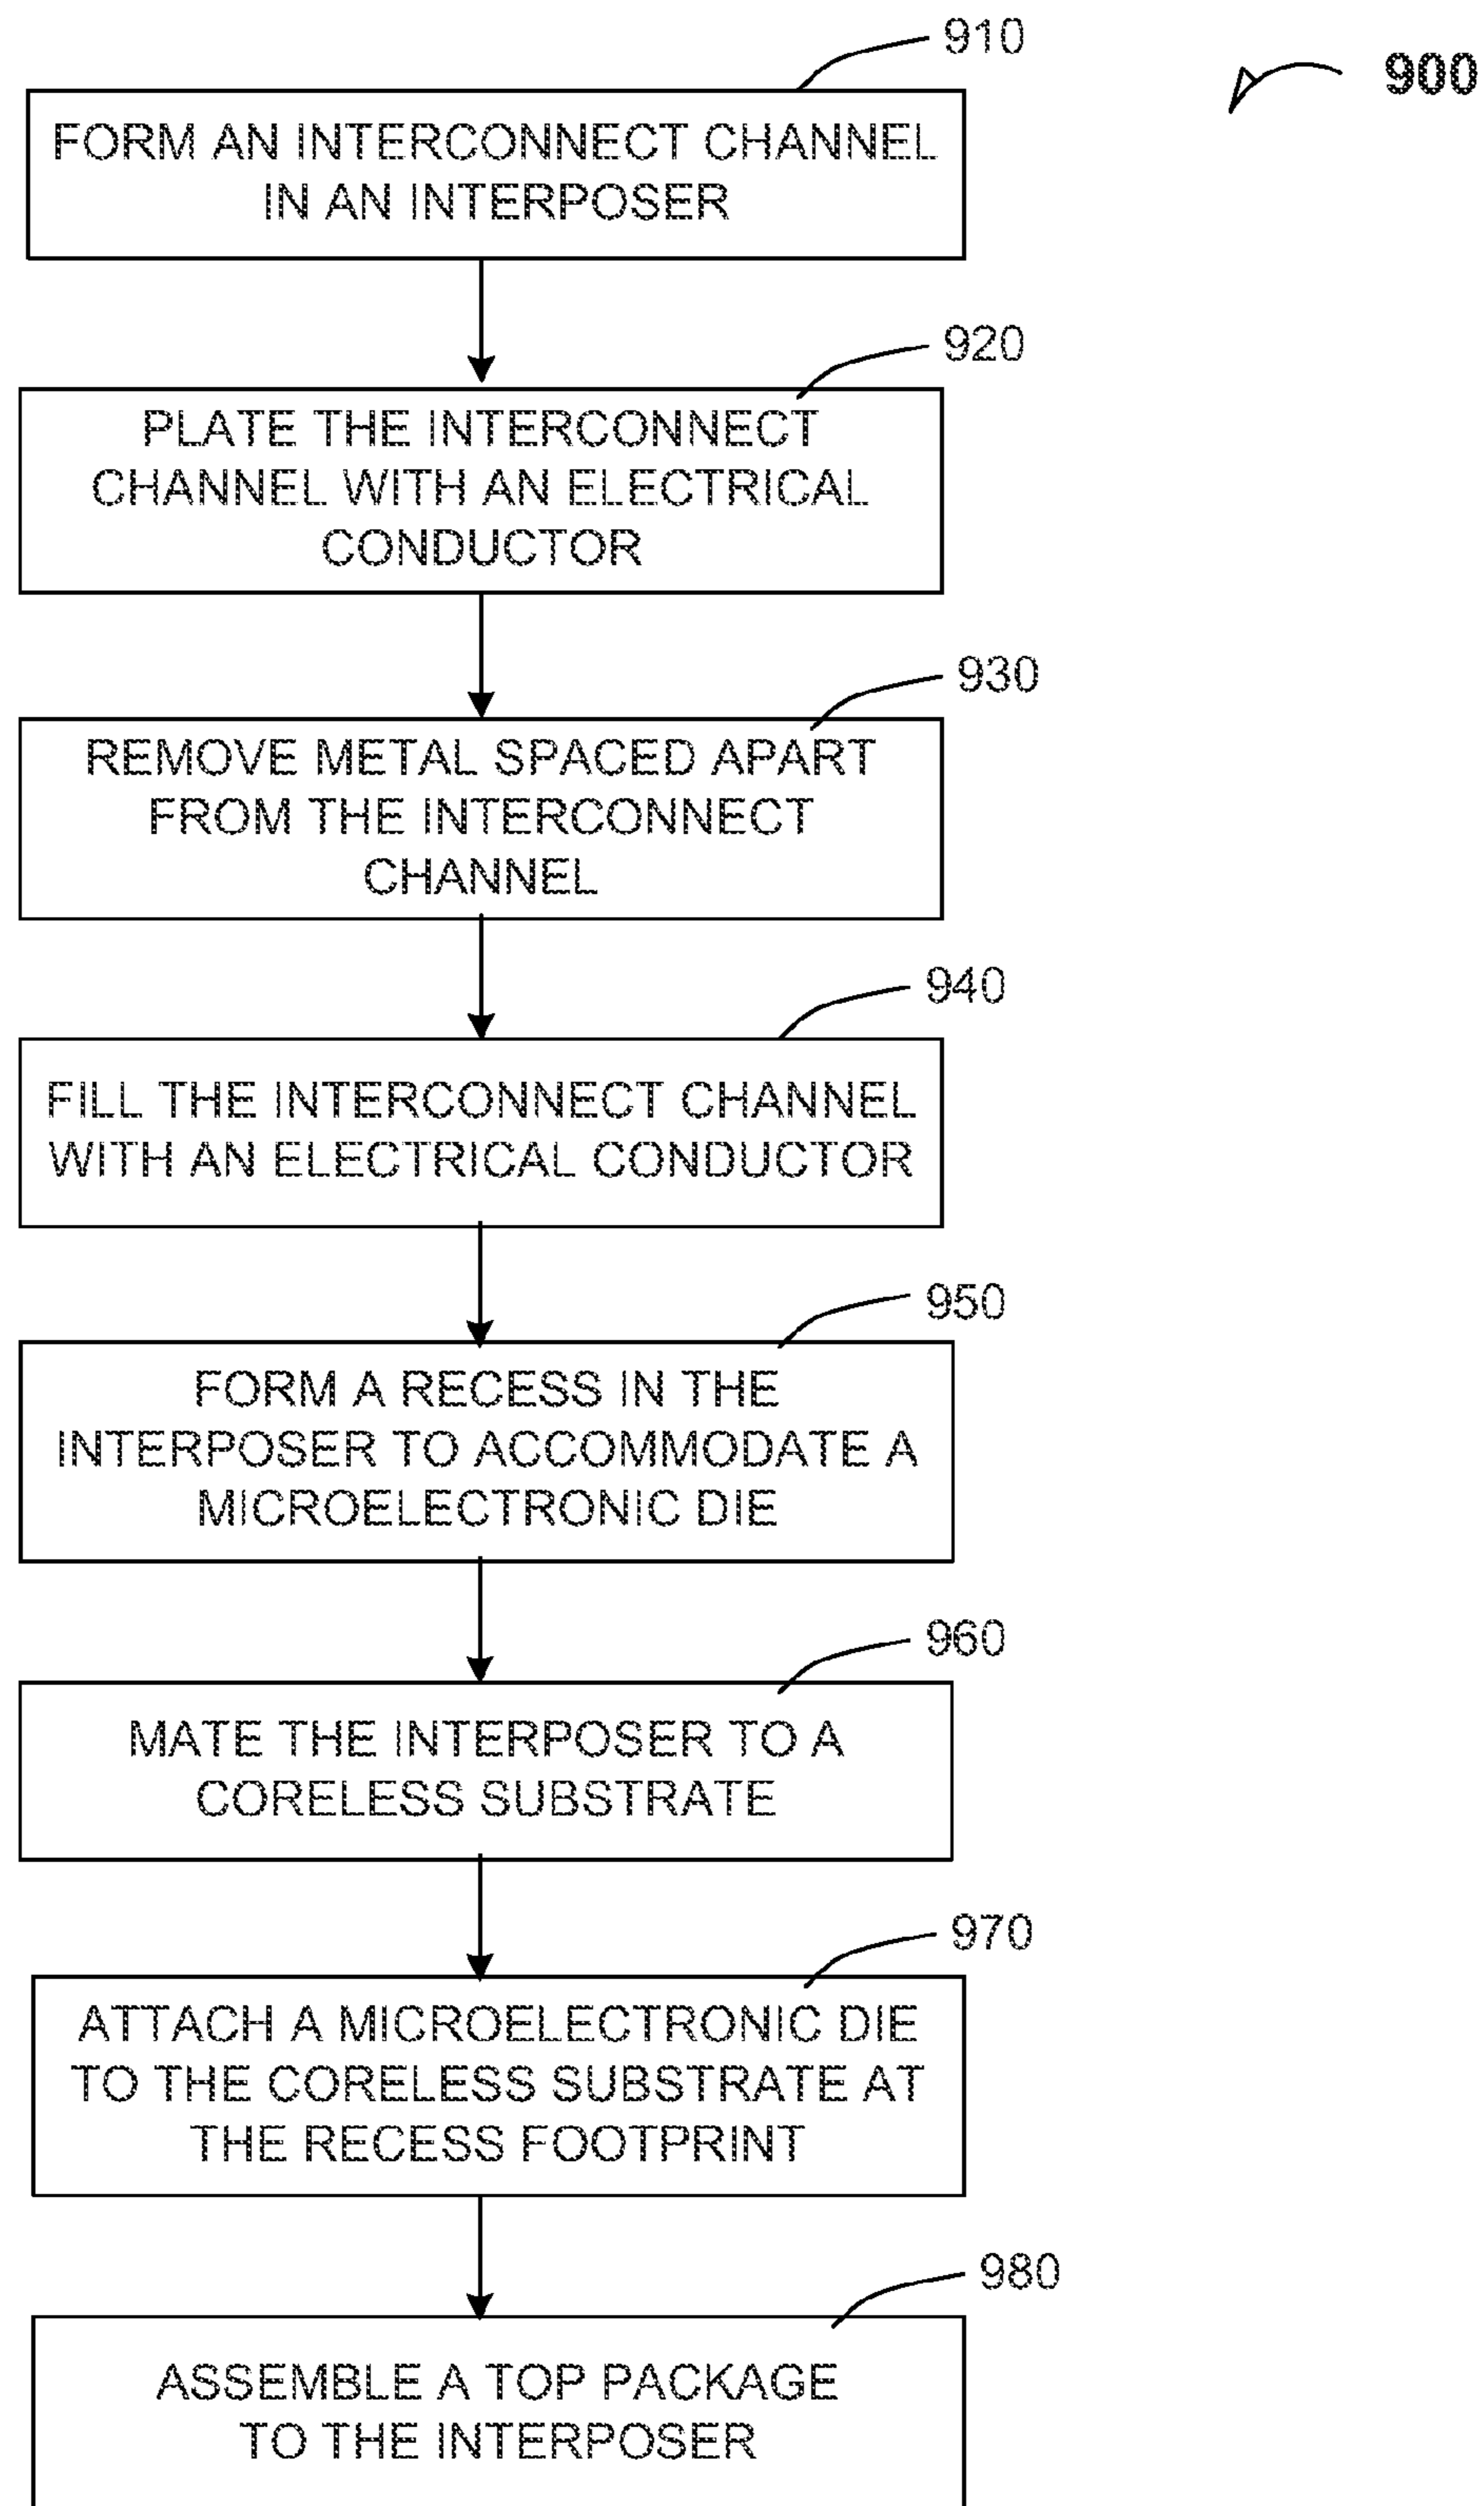 910
900
FORM AN INTERCONNECT CHANNEL
IN AN INTERPOSER
920
PLATE THE INTERCONNECT
CHANNEL WITH AN ELECTRICAL
CONDUCTOR
930
REMOVE METAL SPACED APART
FROM THE INTERCONNECT
CHANNEL
940
FILL THE INTERCONNECT CHANNEL
WITH AN ELECTRICAL CONDUCTOR
950
FORM A RECESS IN THE
INTERPOSER TO ACCOMMODATE A
MICROELECTRONIC DIE
960
MATE THE INTERPOSER TO A
CORELESS SUBSTRATE
970
ATTACH A MICROELECTRONIC DIE
TO THE CORELESS SUBSTRATE AT
THE RECESS FOOTPRINT
980
ASSEMBLE A TOP PACKAGE
TO THE INTERPOSER